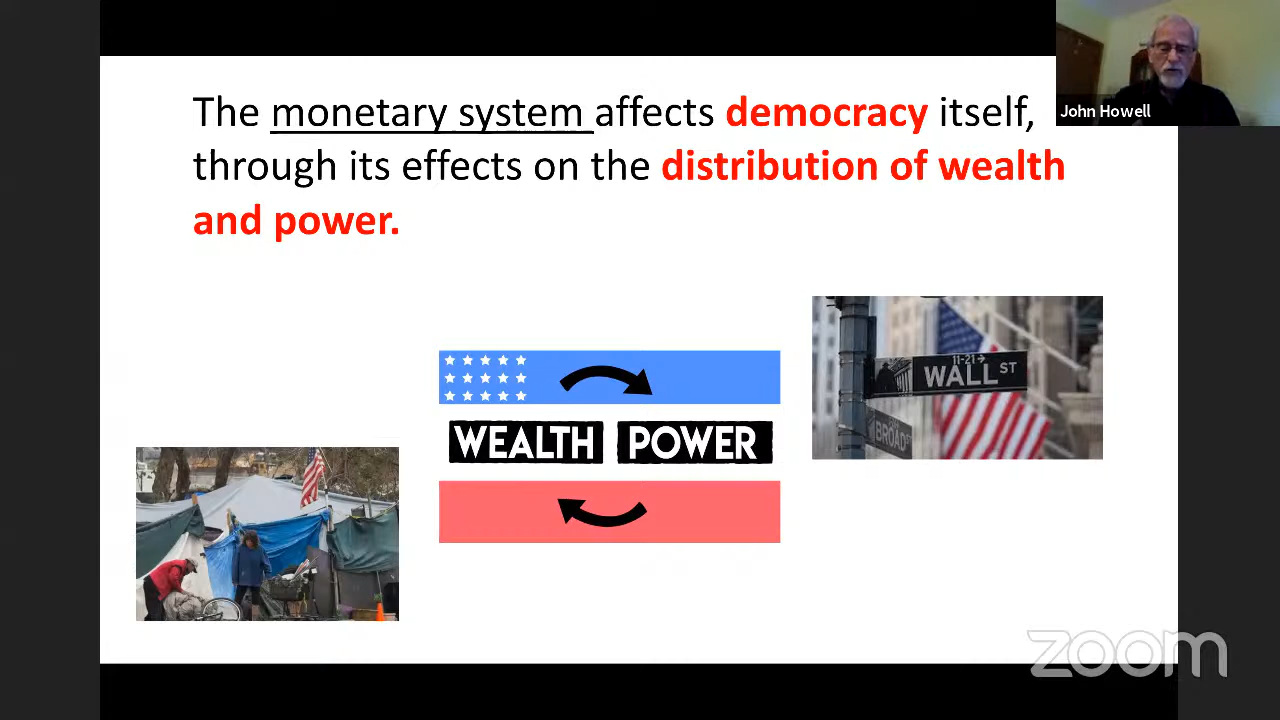 The monetary system affects democracy itself,
through its effects on the distribution of wealth
and power.
John Howell
11-21→
WALL ST
BROAD
WEALTH POWER
zoom